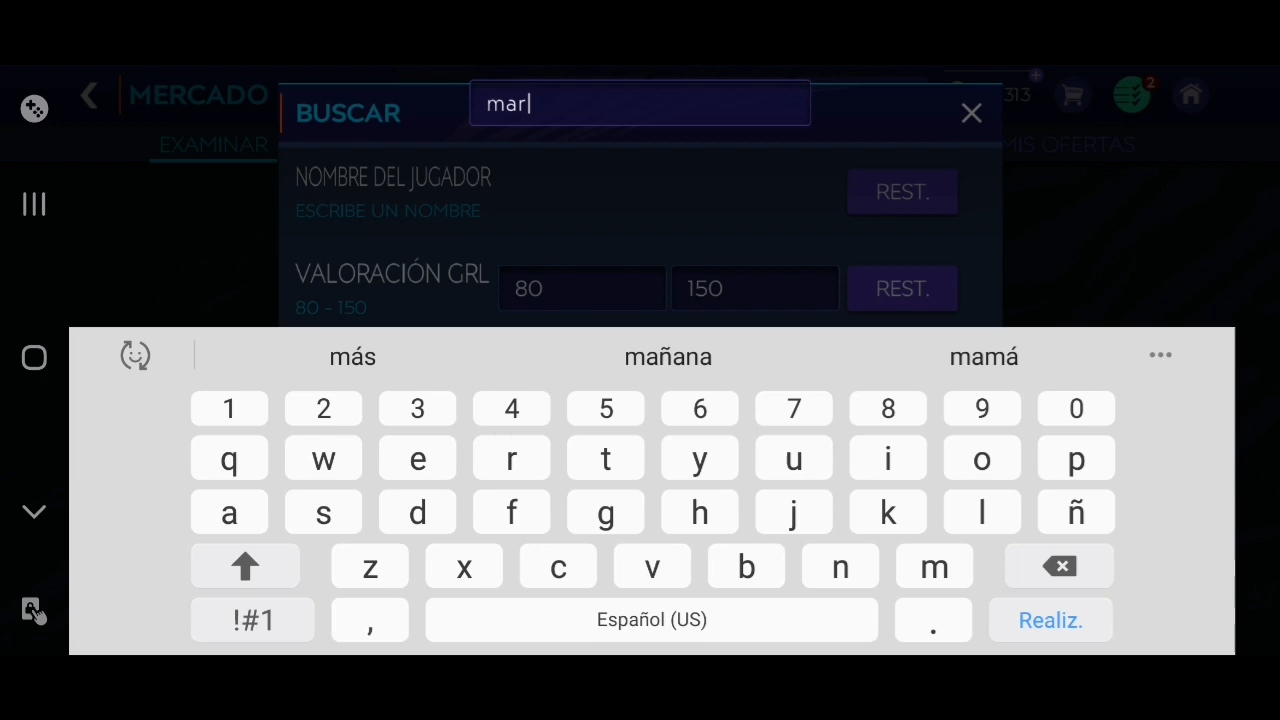 MERCADO
BUSCAR
mar
313
2
EXAMINAR
MIS OFERTAS
NOMBRE DEL JUGADOR
REST.
ESCRIBE UN NOMBRE
VALORACIÓN GRL
80
150
REST.
80 - 150
más mañana mamá
1 2 3 4 5 6 7 8 9 0
q w e r t y u i o p
a s d f g h j k l ñ
z x c v b n m
!#1 , Español (US) . Realiz.